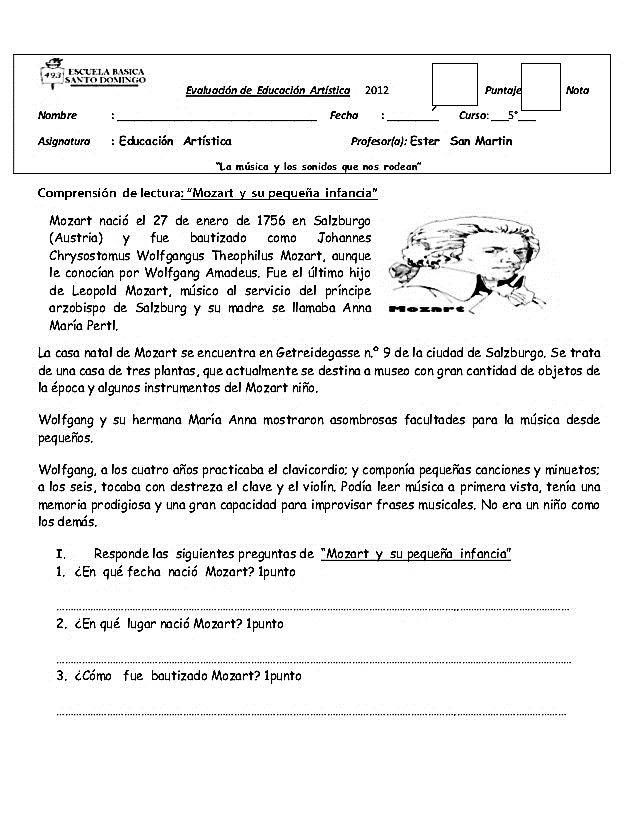 493 ESCUELA BASICA
SANTO DOMINGO
Evaluación de Educación Artística 2012 Puntaje Nota
Nombre : ______________________________ Fecha : _________ Curso: ___5°___
Asignatura : Educación Artística Profesor(a): Ester San Martin
"La música y los sonidos que nos rodean"
Comprensión de lectura: "Mozart y su pequeña infancia"
Mozart nació el 27 de enero de 1756 en Salzburgo
(Austria) y fue bautizado como Johannes
Chrysostomus Wolfgangus Theophilus Mozart, aunque
le conocían por Wolfgang Amadeus. Fue el último hijo
de Leopold Mozart, músico al servicio del príncipe
arzobispo de Salzburg y su madre se llamaba Anna
María Pertl.
Mozart
La casa natal de Mozart se encuentra en Getreidegasse n.º 9 de la ciudad de Salzburgo. Se trata
de una casa de tres plantas, que actualmente se destina a museo con gran cantidad de objetos de
la época y algunos instrumentos del Mozart niño.
Wolfgang y su hermana María Anna mostraron asombrosas facultades para la música desde
pequeños.
Wolfgang, a los cuatro años practicaba el clavicordio; y componía pequeñas canciones y minuetos;
a los seis, tocaba con destreza el clave y el violín. Podía leer música a primera vista, tenía una
memoria prodigiosa y una gran capacidad para improvisar frases musicales. No era un niño como
los demás.
I. Responde las siguientes preguntas de "Mozart y su pequeña infancia"
1. ¿En qué fecha nació Mozart? 1punto
2. ¿En qué lugar nació Mozart? 1punto
3. ¿Cómo fue bautizado Mozart? 1punto